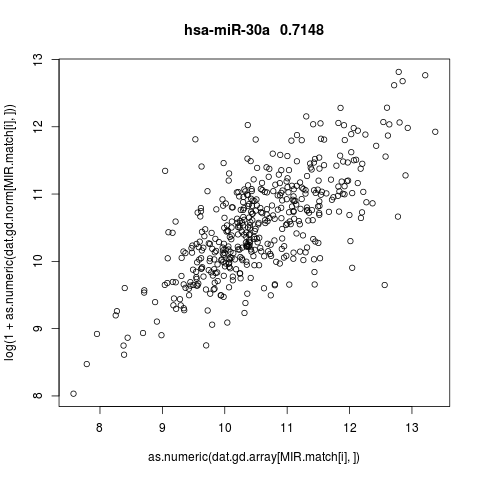 hsa-miR-30a 0.7148
log(1 + as.numeric(dat.gd.norm[MIR.match[i], ]))
13
12
11
10
9
8
8 9 10 11 12 13
as.numeric(dat.gd.array[MIR.match[i], ])